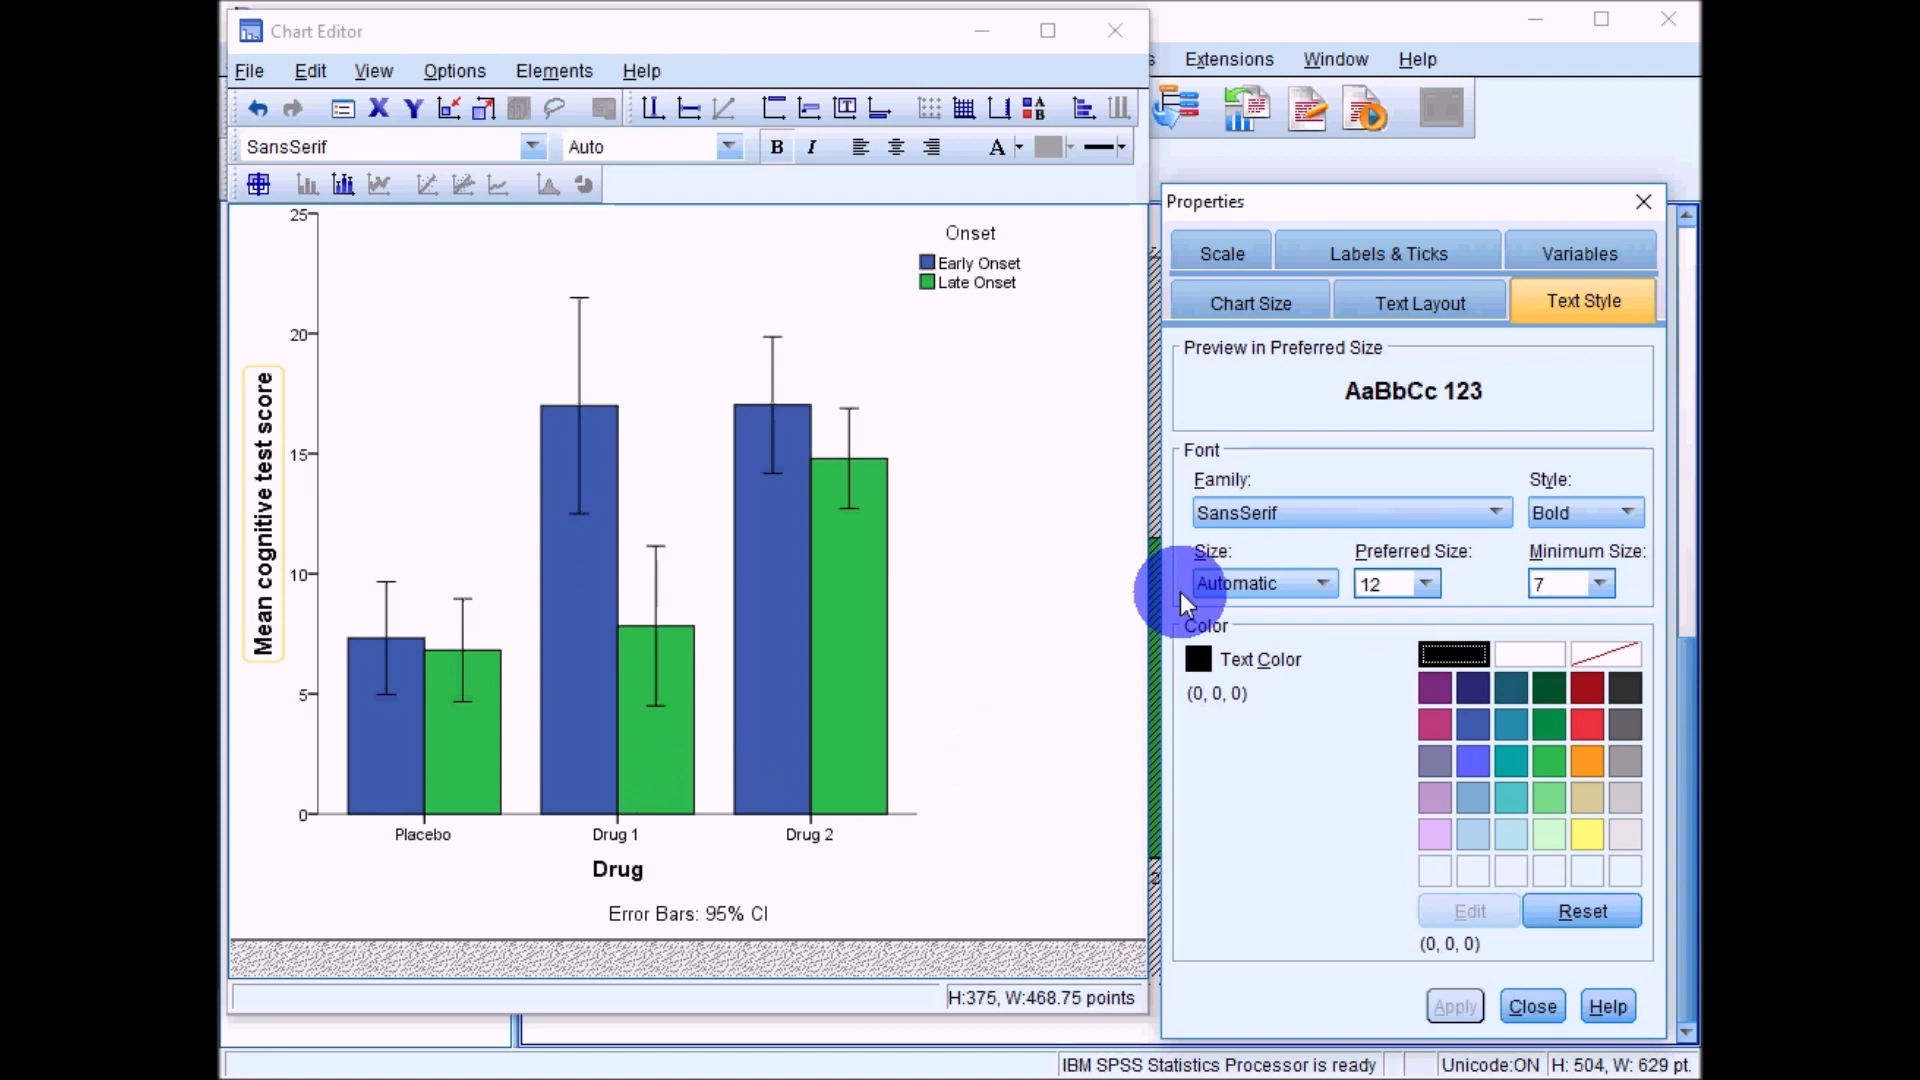 Chart Editor
File Edit View Options Elements Help
Extensions Window Help
SansSerif Auto B I A
Properties
Scale Labels & Ticks Variables
Chart Size Text Layout Text Style
Preview in Preferred Size
AaBbCc 123
Font
Family: Style:
SansSerif Bold
Size: Preferred Size: Minimum Size:
Automatic 12 7
Color
Text Color
(0, 0, 0)
Edit Reset
(0, 0, 0)
Apply Close Help
Onset
Early Onset
Late Onset
25
20
15
10
5
0
Mean cognitive test score
Placebo Drug 1 Drug 2
Drug
Error Bars: 95% CI
H:375, W:468.75 points
IBM SPSS Statistics Processor is ready Unicode:ON H: 504, W: 629 pt.